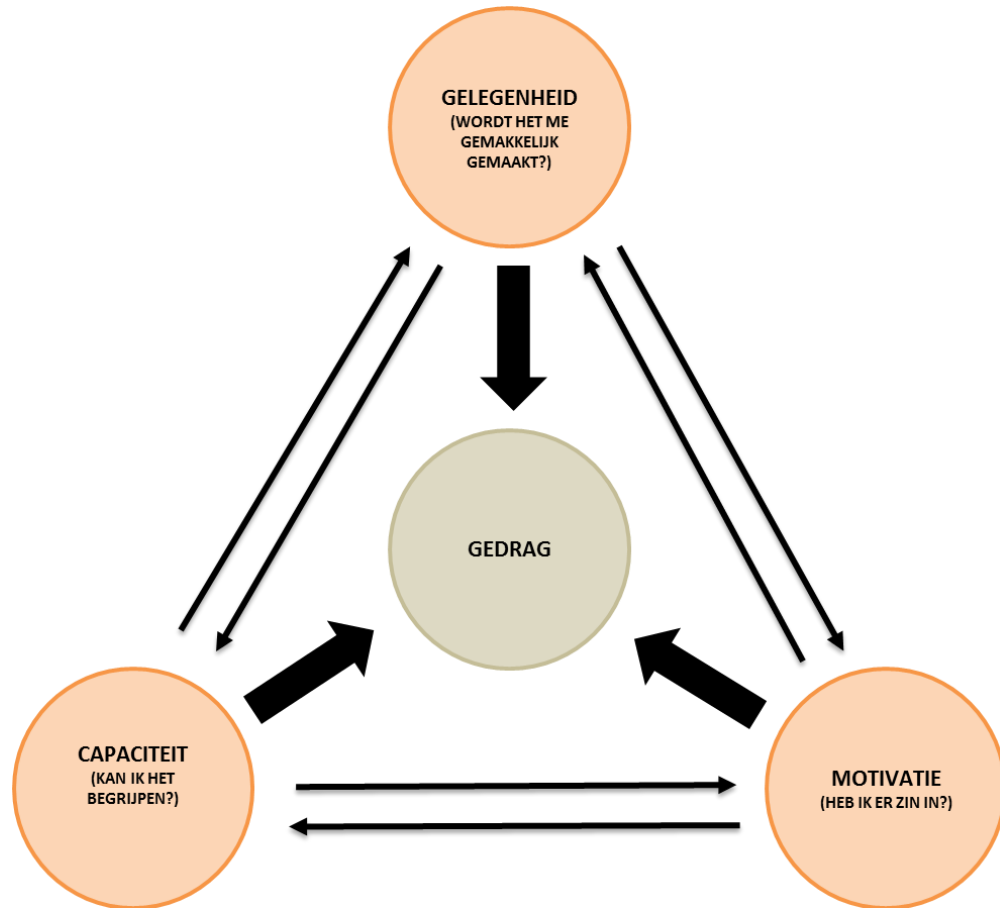 GELEGENHEID
(WORDT HET ME
GEMAKKELIJK
GEMAAKT?)
GEDRAG
CAPACITEIT
(KAN IK HET
BEGRIJPEN?)
MOTIVATIE
(HEB IK ER ZIN IN?)